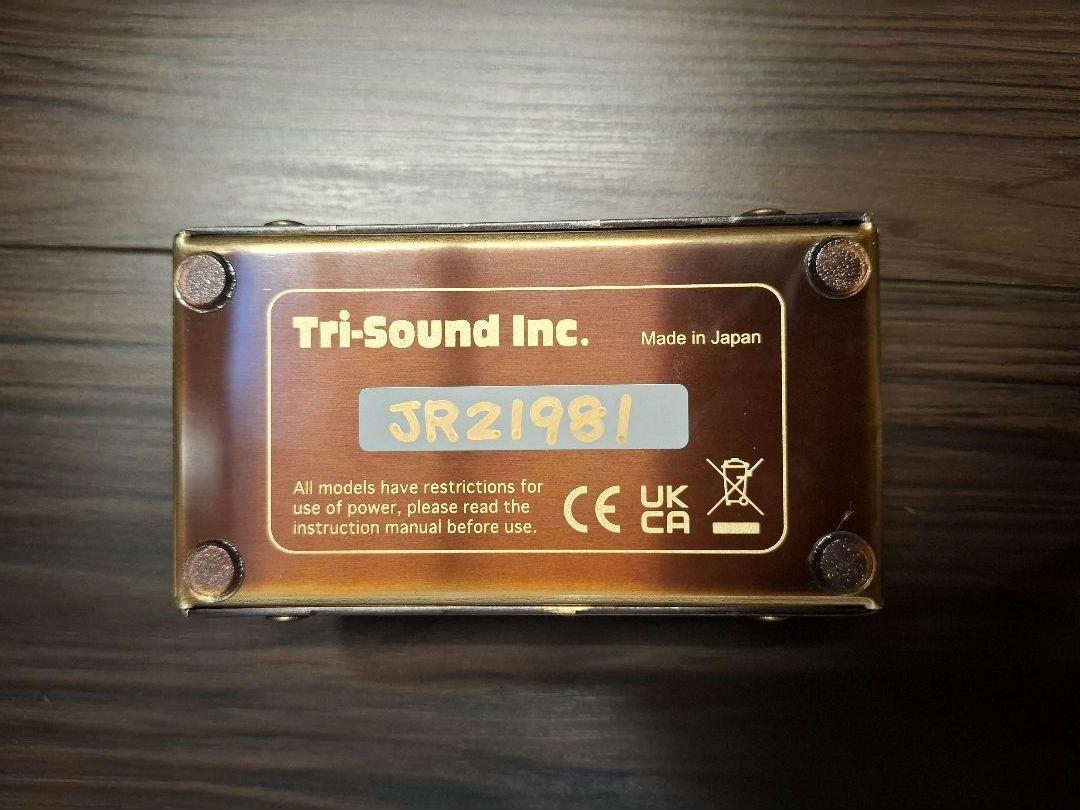 Tri-Sound Inc.
Made in Japan
JR21981
All models have restrictions for
use of power, please read the
instruction manual before use.
CE
UK
CA